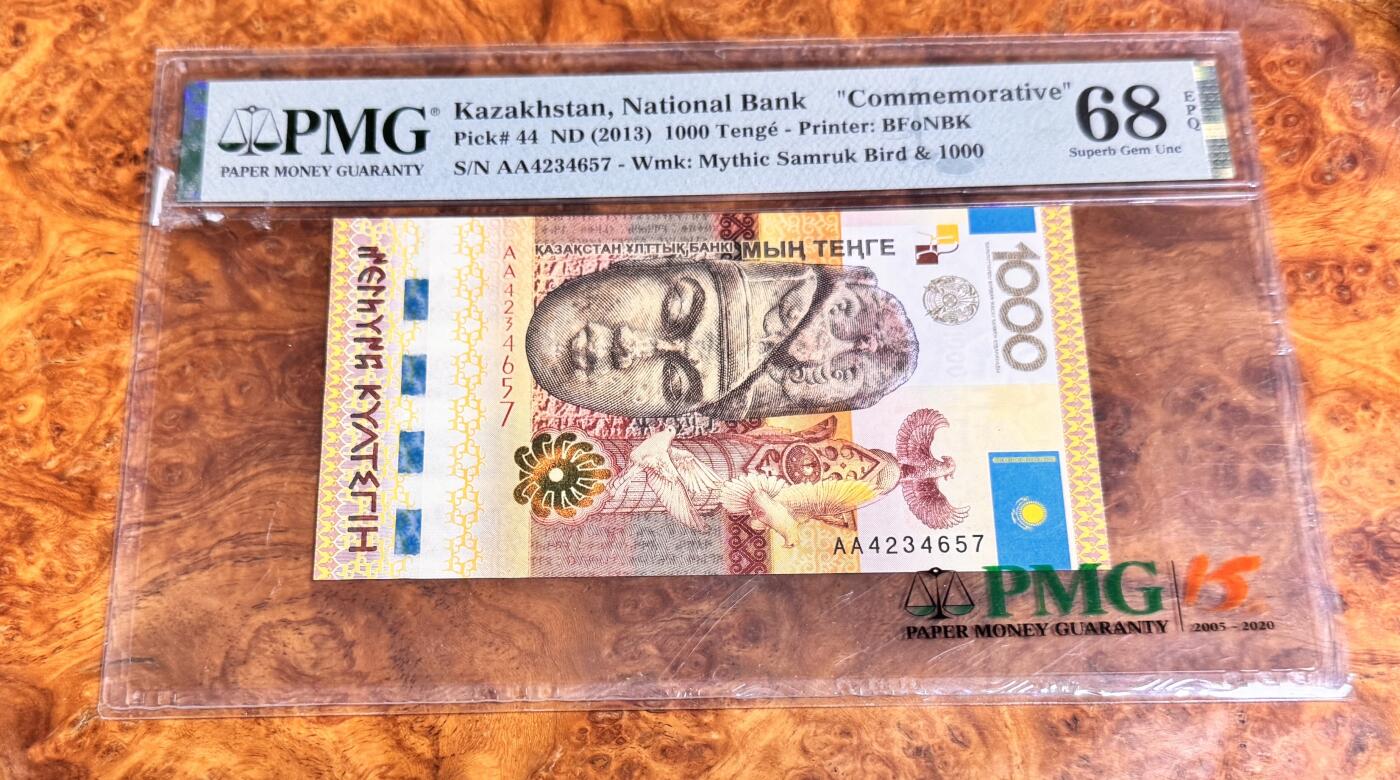 PMG®
PAPER MONEY GUARANTY
Kazakhstan, National Bank "Commemorative"
Pick# 44 ND (2013) 1000 Tengé - Printer: BFoNBK
S/N AA4234657 - Wmk: Mythic Samruk Bird & 1000
68
EPQ
Superb Gem Unc
ҚАЗАҚСТАН ҰЛТТЫҚ БАНКІ
МЫҢ ТЕҢГЕ
1000
AA4234657
КҮЛТЕГІН
AA4234657
PMG
PAPER MONEY GUARANTY
15
2005 – 2020